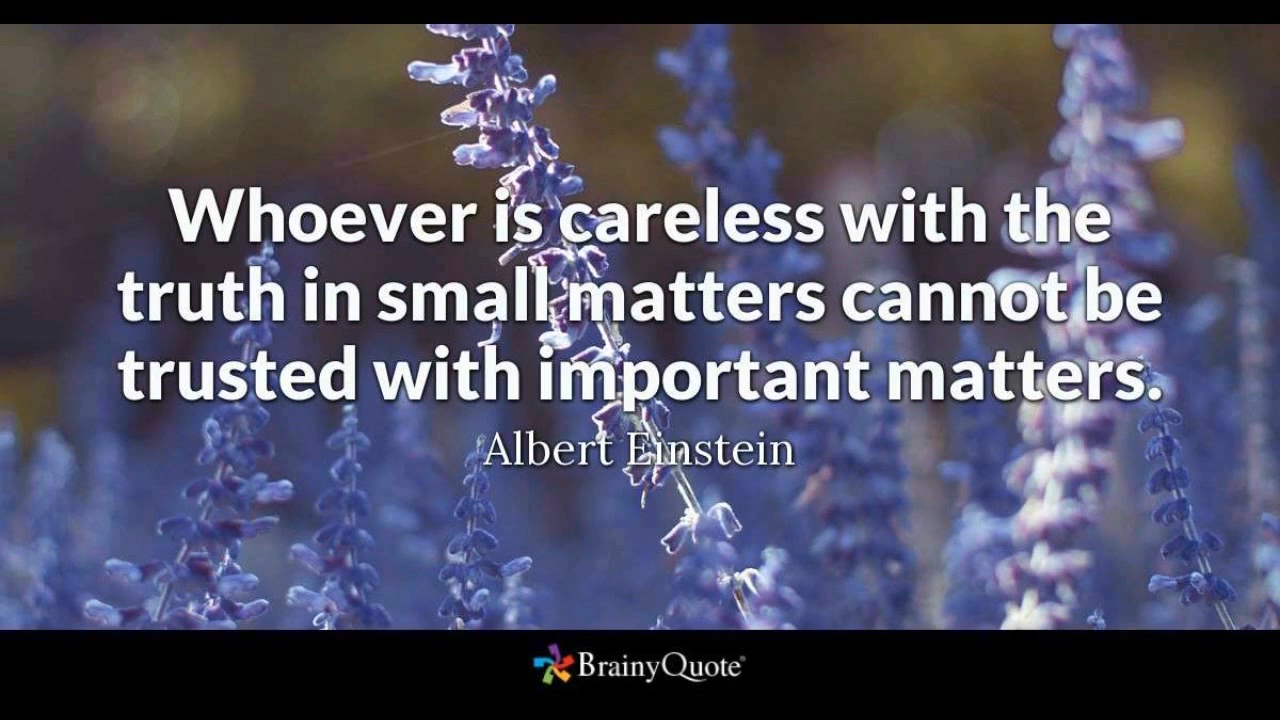 Whoever is careless with the
truth in small matters cannot be
trusted with important matters.
Albert Einstein
BrainyQuote®